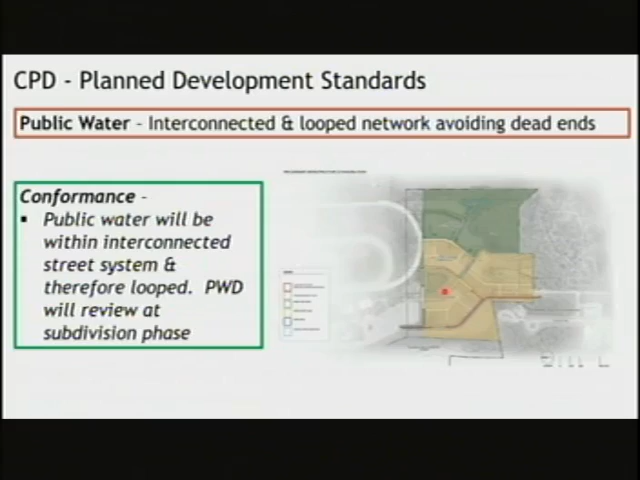 CPD - Planned Development Standards
Public Water - Interconnected & looped network avoiding dead ends
Conformance -
▪ Public water will be
within interconnected
street system &
therefore looped. PWD
will review at
subdivision phase